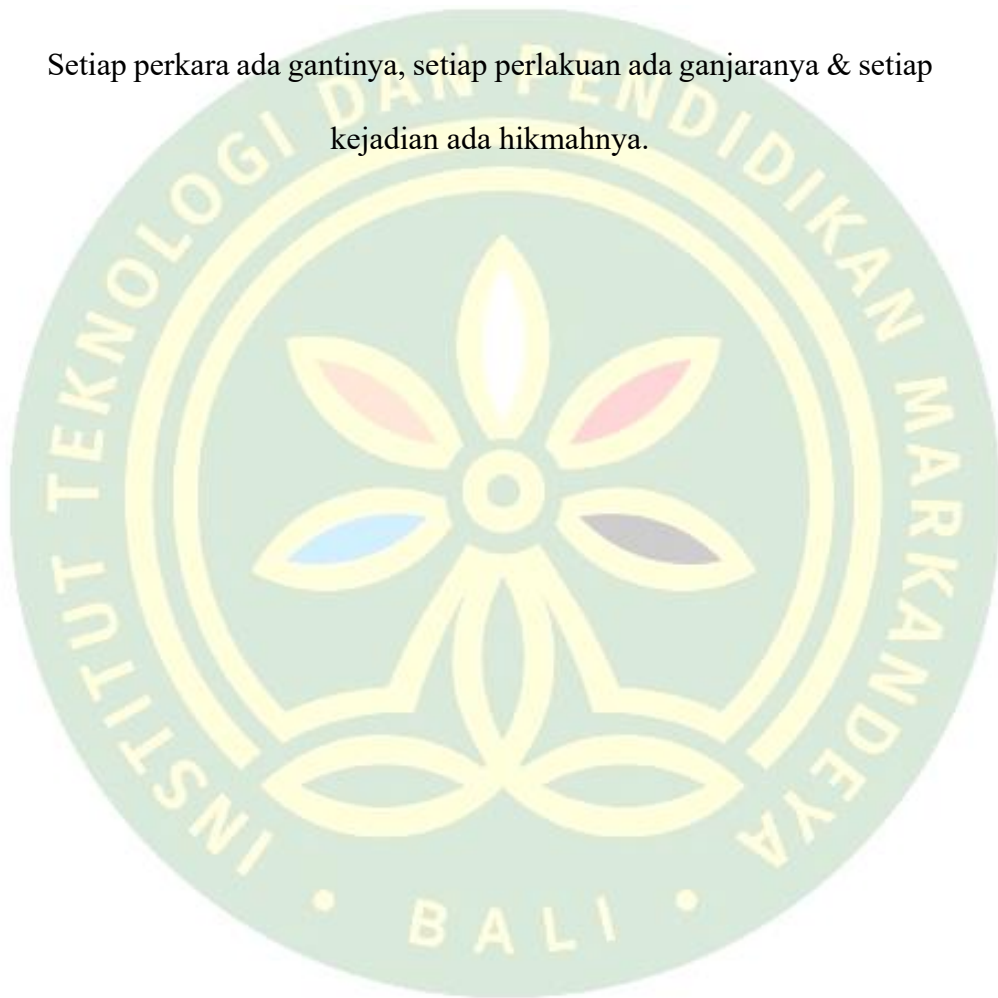 Setiap perkara ada gantinya, setiap perlakuan ada ganjaranya & setiap
kejadian ada hikmahnya.
INSTITUT TEKNOLOGI DAN PENDIDIKAN MARKANDEYA
• BALI •